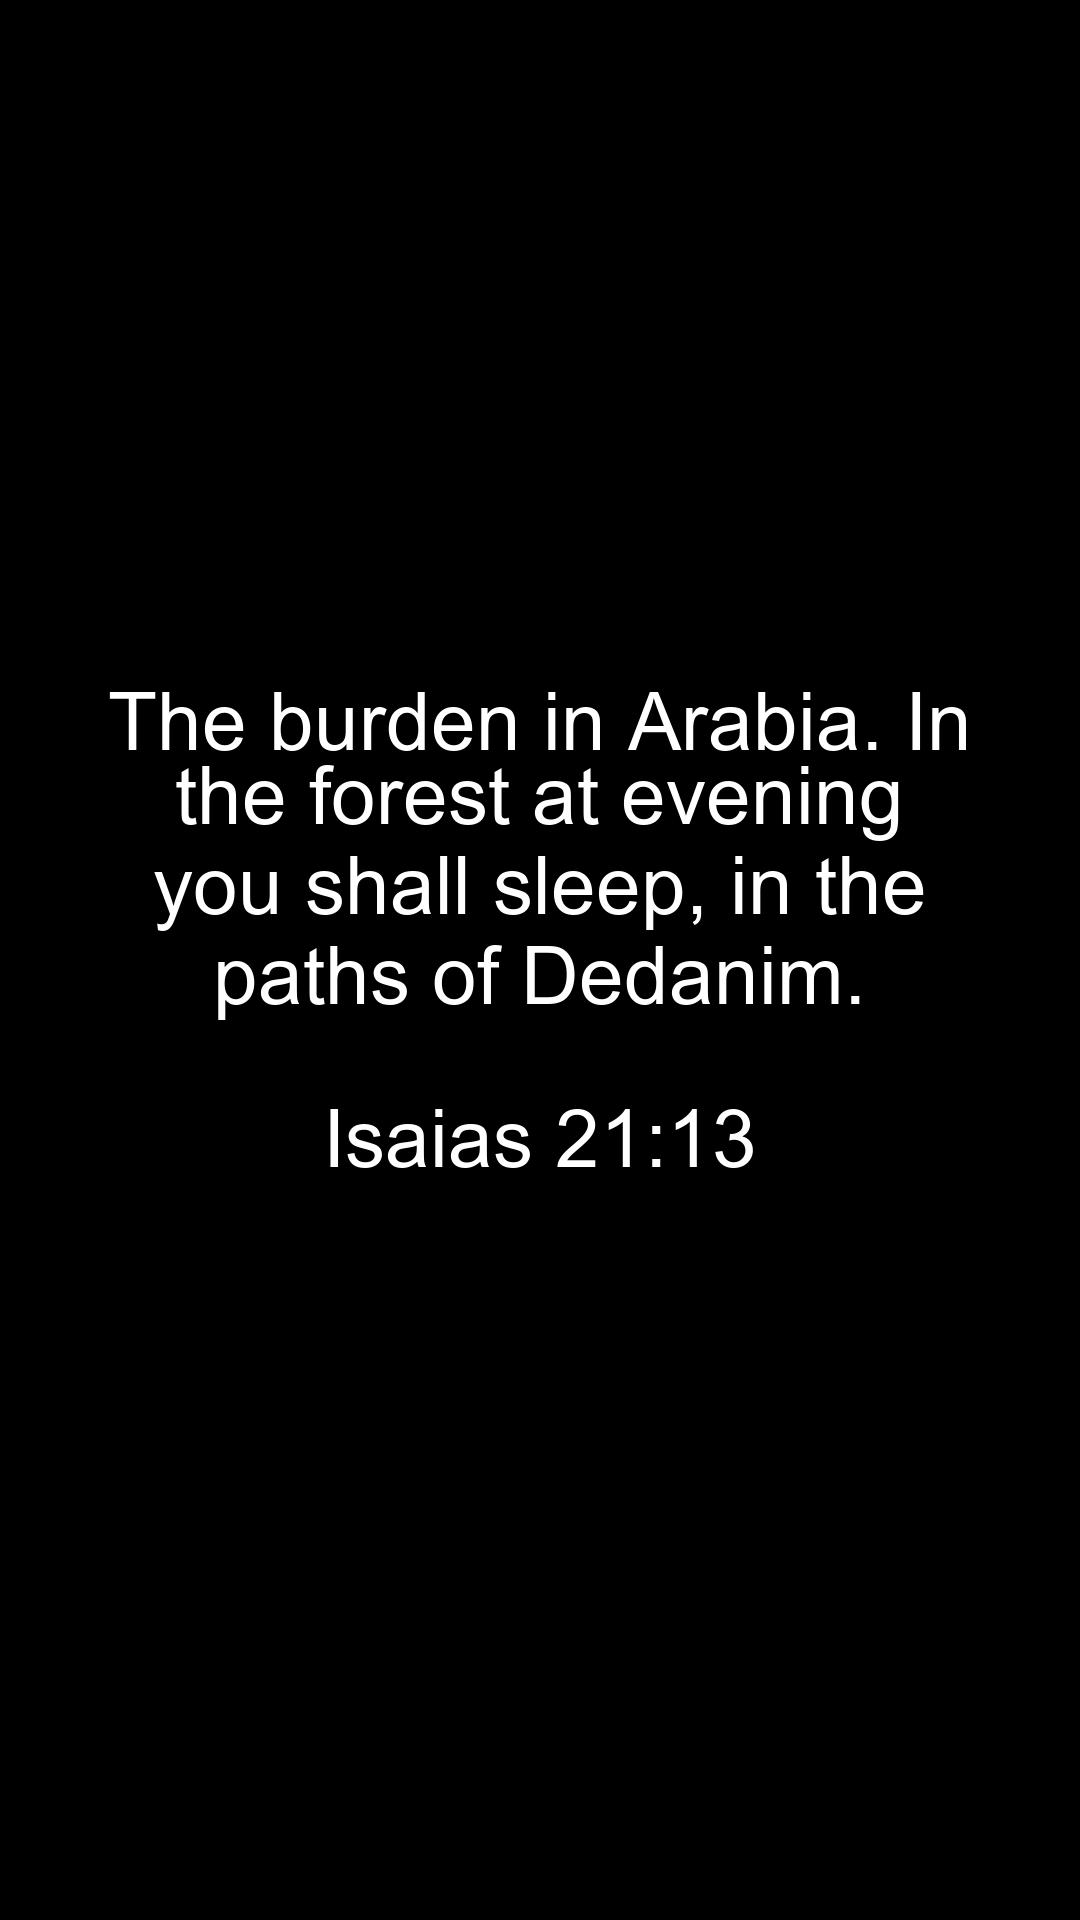 The burden in Arabia. In
the forest at evening
you shall sleep, in the
paths of Dedanim.
Isaias 21:13